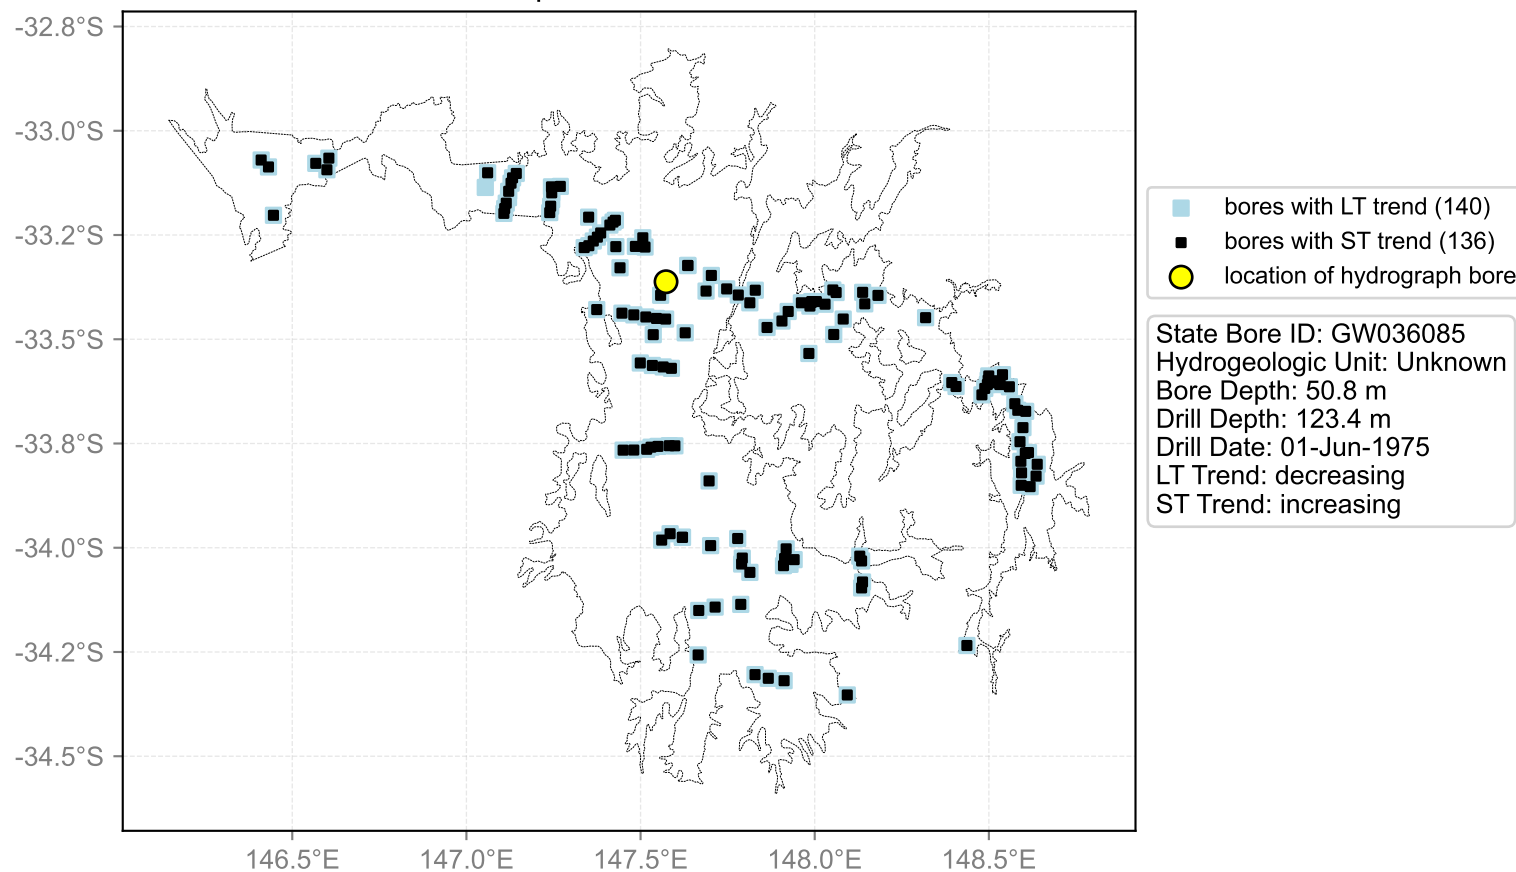 -32.8°S
-33.0°S
-33.2°S
-33.5°S
-33.8°S
-34.0°S
-34.2°S
-34.5°S
146.5°E
147.0°E
147.5°E
148.0°E
148.5°E
bores with LT trend (140)
bores with ST trend (136)
location of hydrograph bore
State Bore ID: GW036085
Hydrogeologic Unit: Unknown
Bore Depth: 50.8 m
Drill Depth: 123.4 m
Drill Date: 01-Jun-1975
LT Trend: decreasing
ST Trend: increasing